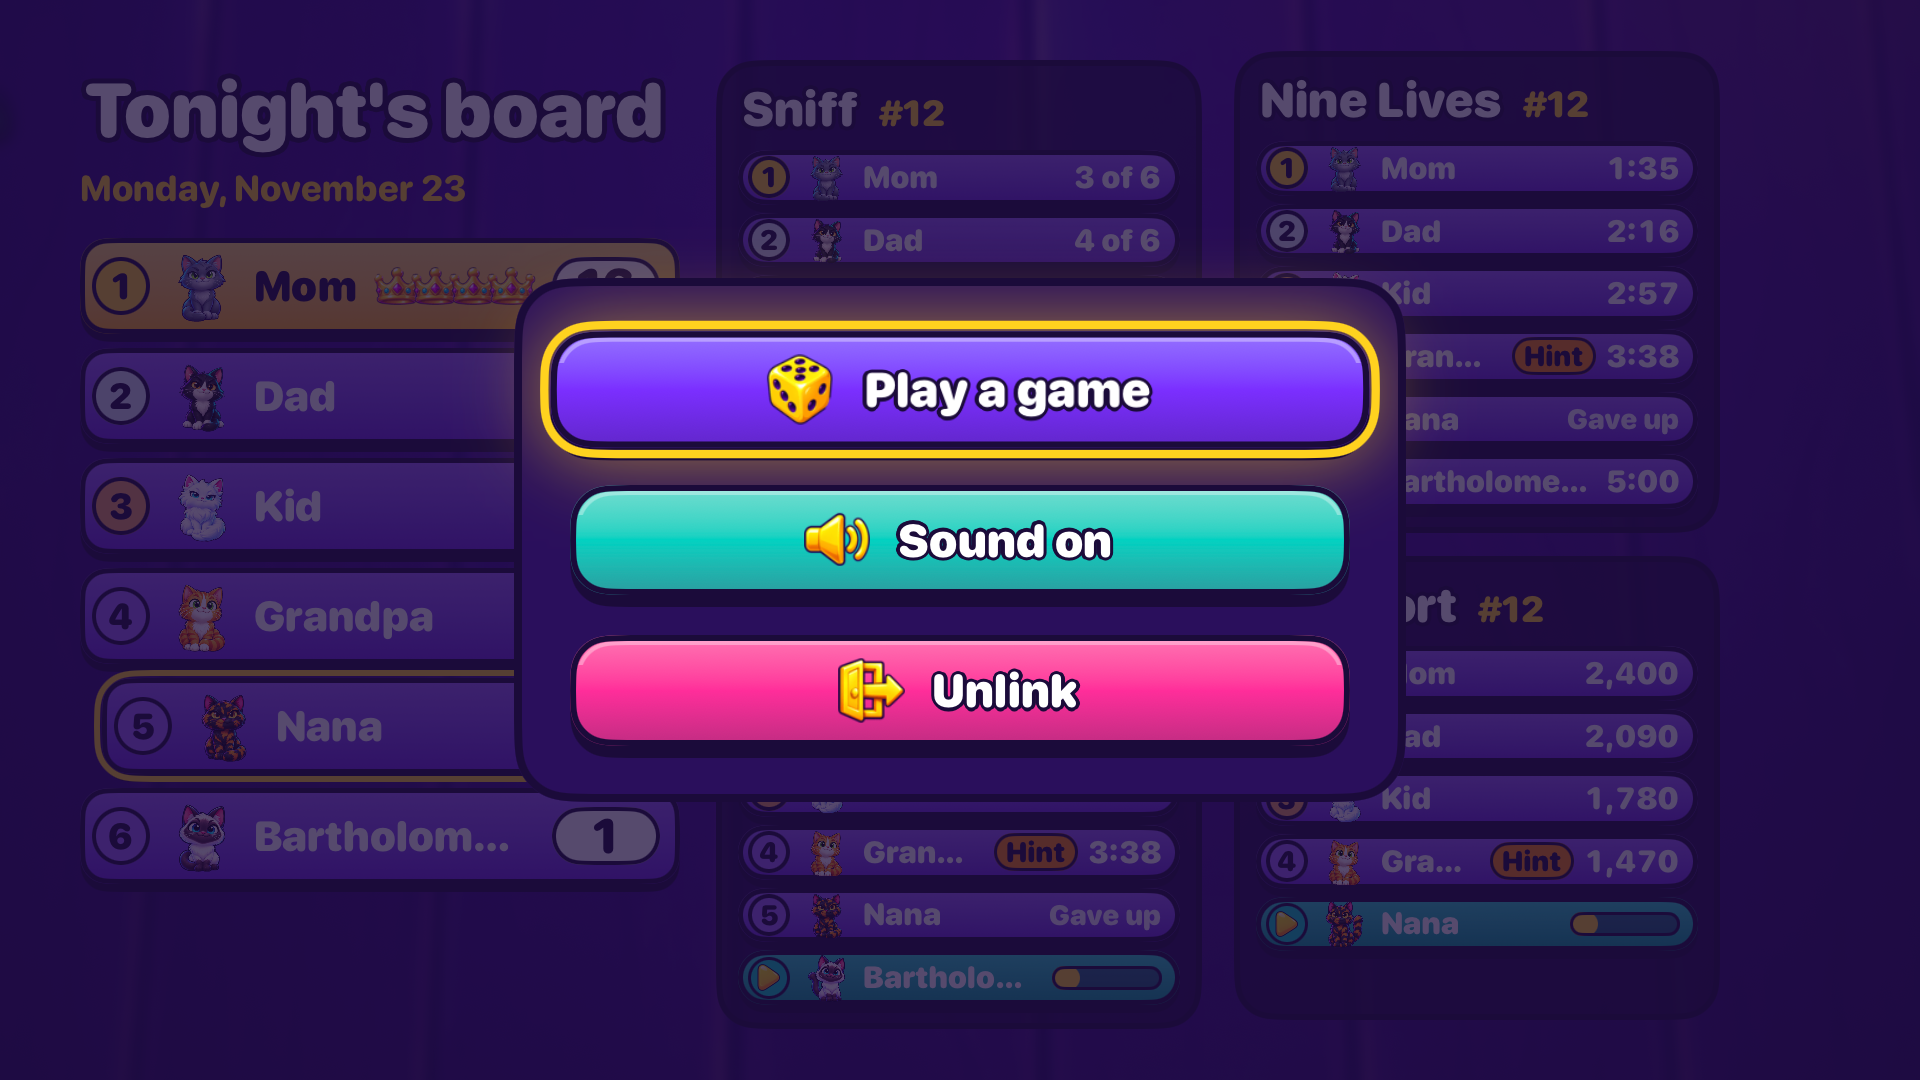 Tonight's board
Monday, November 23
1 Mom
2 Dad
3 Kid
4 Grandpa
5 Nana
6 Bartholom... 1
Sniff #12
1 Mom 3 of 6
2 Dad 4 of 6
4 Gran... Hint 3:38
5 Nana Gave up
Bartholo...
Nine Lives #12
1 Mom 1:35
2 Dad 2:16
Kid 2:57
Hint 3:38
Gave up
5:00
#12
2,400
2,090
Kid 1,780
4 Gra... Hint 1,470
Nana
Play a game
Sound on
Unlink